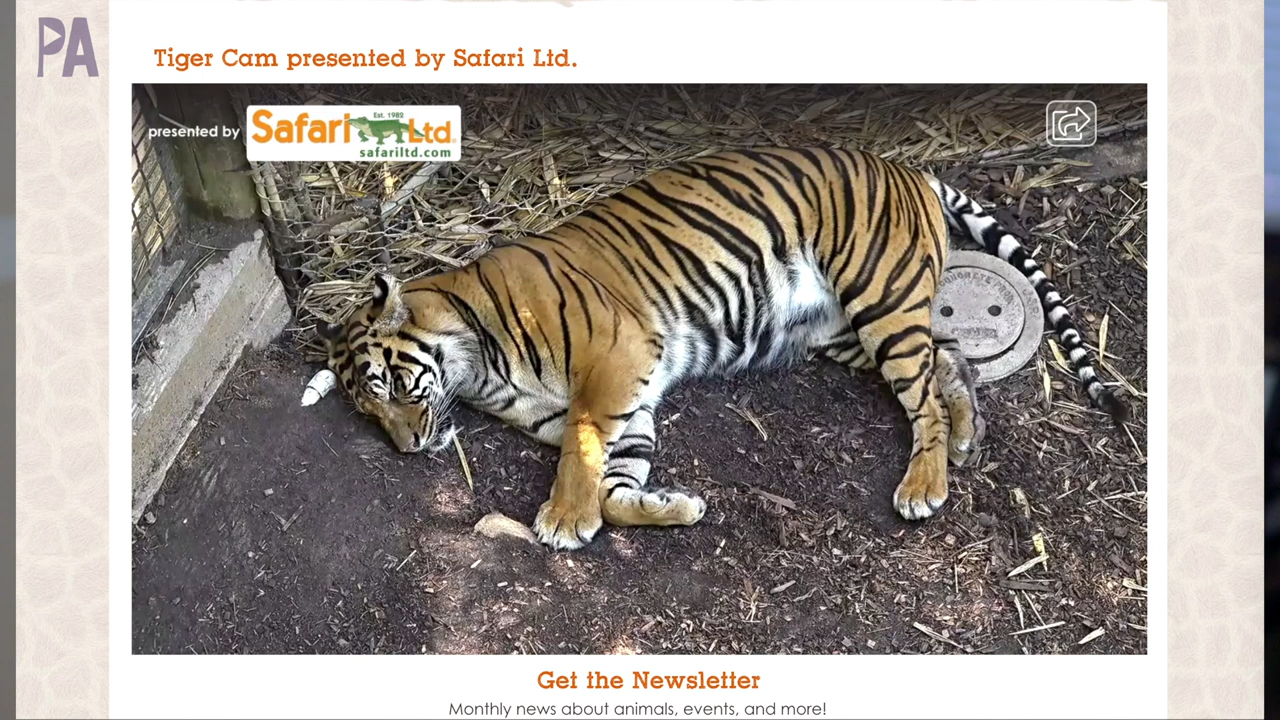 PA
Tiger Cam presented by Safari Ltd.
presented by
Est. 1982
Safari Ltd®
safariltd.com
Get the Newsletter
Monthly news about animals, events, and more!